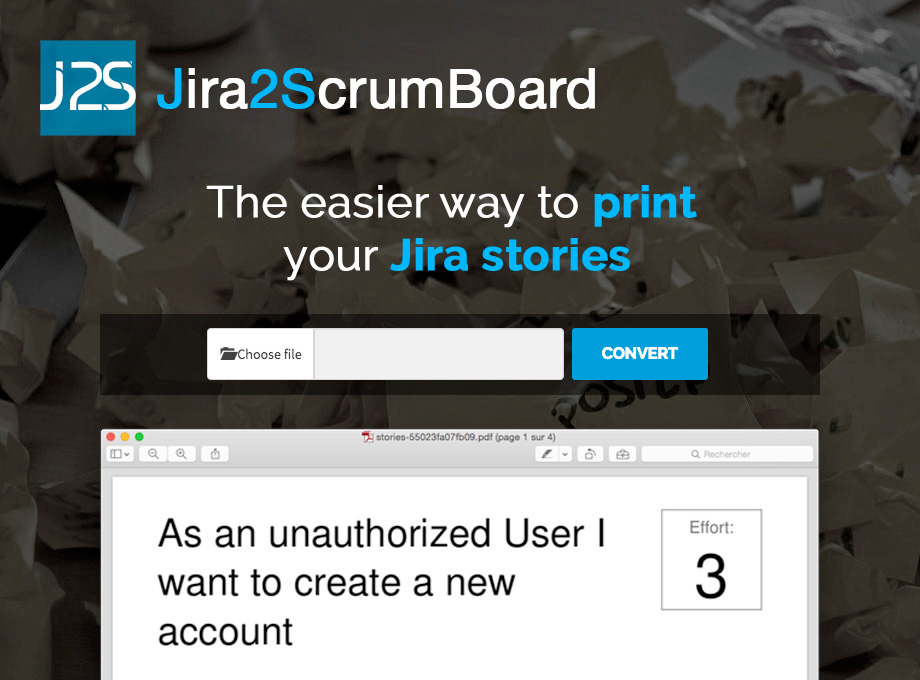 J2S
Jira2ScrumBoard
The easier way to print
your Jira stories
Choose file
CONVERT
stories-55023fa07fb09.pdf (page 1 sur 4)
Rechercher
As an unauthorized User I
want to create a new
account
Effort:
3